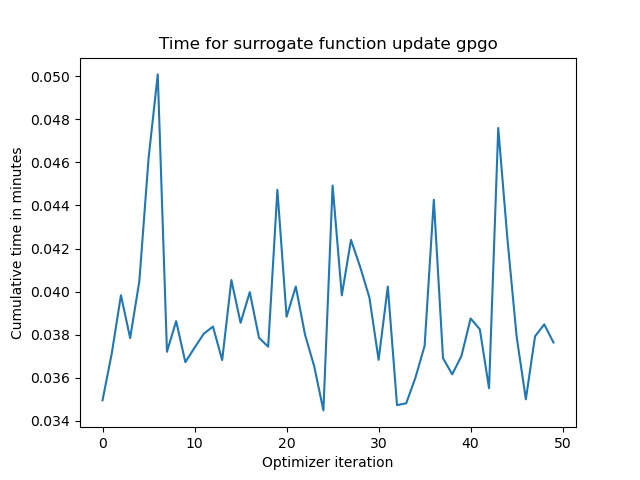 Time for surrogate function update gpgo
Cumulative time in minutes
0.050
0.048
0.046
0.044
0.042
0.040
0.038
0.036
0.034
0 10 20 30 40 50
Optimizer iteration